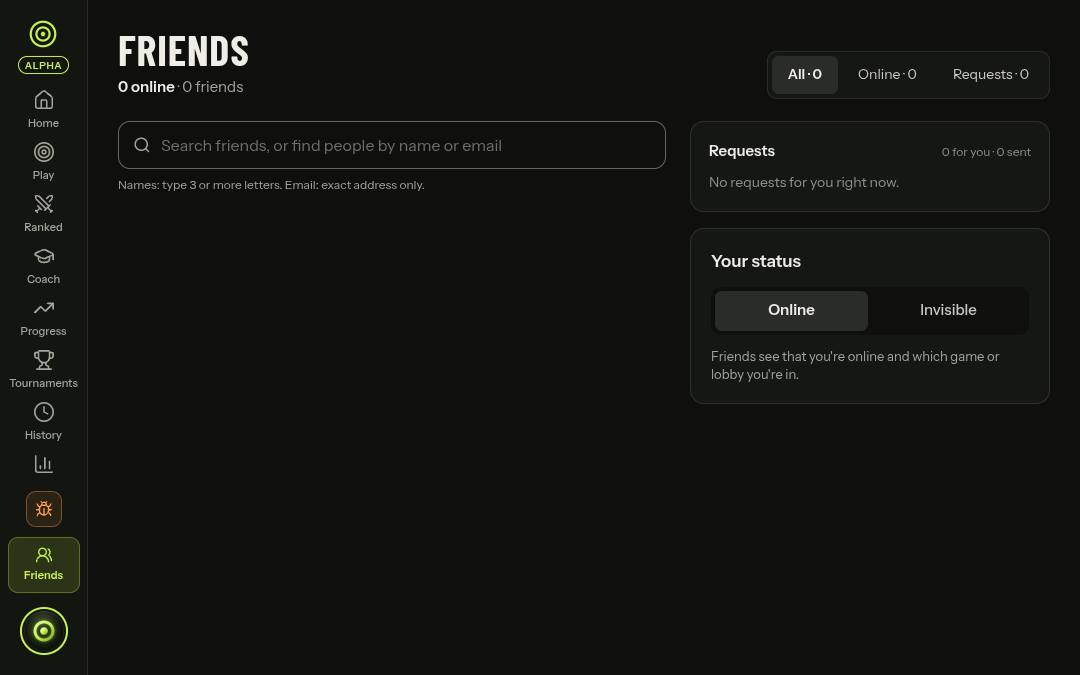 ALPHA
Home
Play
Ranked
Coach
Progress
Tournaments
History
Friends
FRIENDS
0 online · 0 friends
All · 0
Online · 0
Requests · 0
Search friends, or find people by name or email
Names: type 3 or more letters. Email: exact address only.
Requests
0 for you · 0 sent
No requests for you right now.
Your status
Online
Invisible
Friends see that you're online and which game or
lobby you're in.